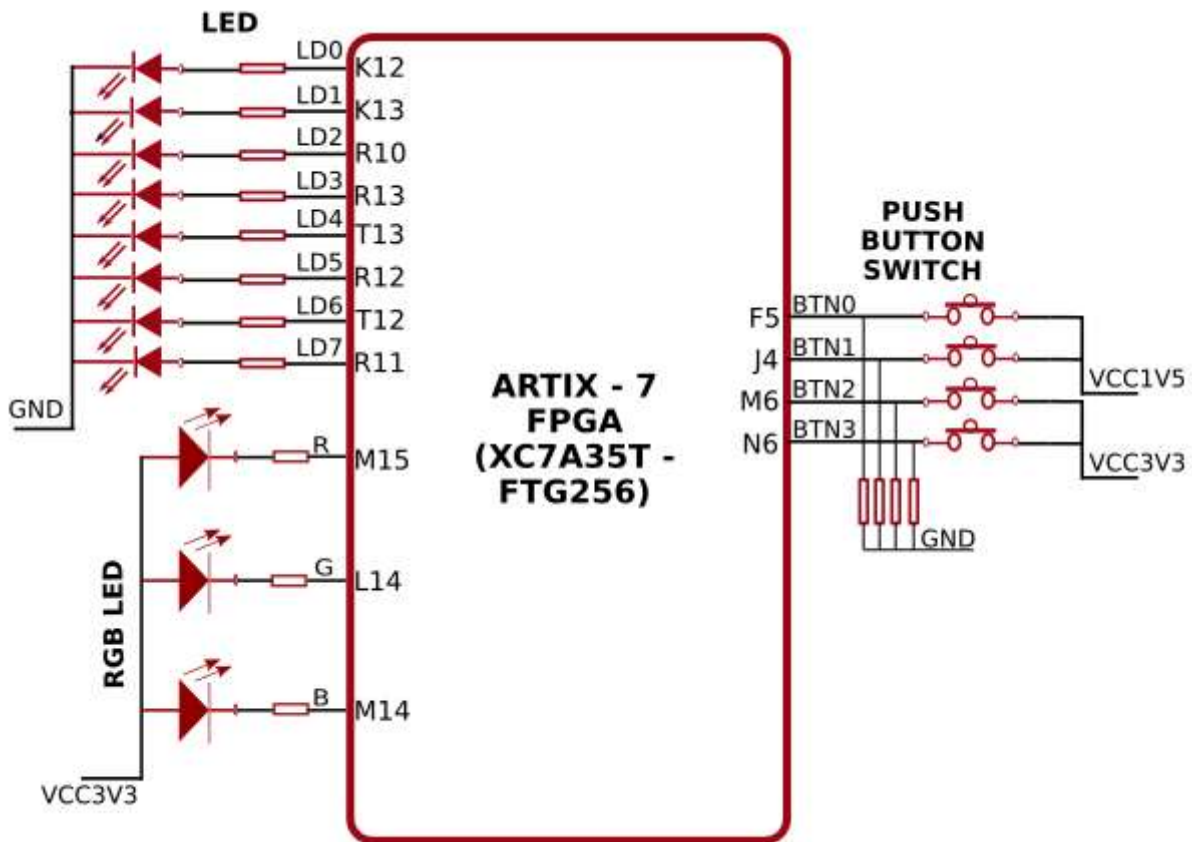 LED
LD0
K12
LD1
K13
LD2
R10
LD3
R13
LD4
T13
LD5
R12
LD6
T12
LD7
R11
GND
R
M15
G
L14
B
M14
RGB LED
VCC3V3
ARTIX - 7
FPGA
(XC7A35T -
FTG256)
PUSH
BUTTON
SWITCH
F5
BTN0
J4
BTN1
M6
BTN2
N6
BTN3
VCC1V5
VCC3V3
GND